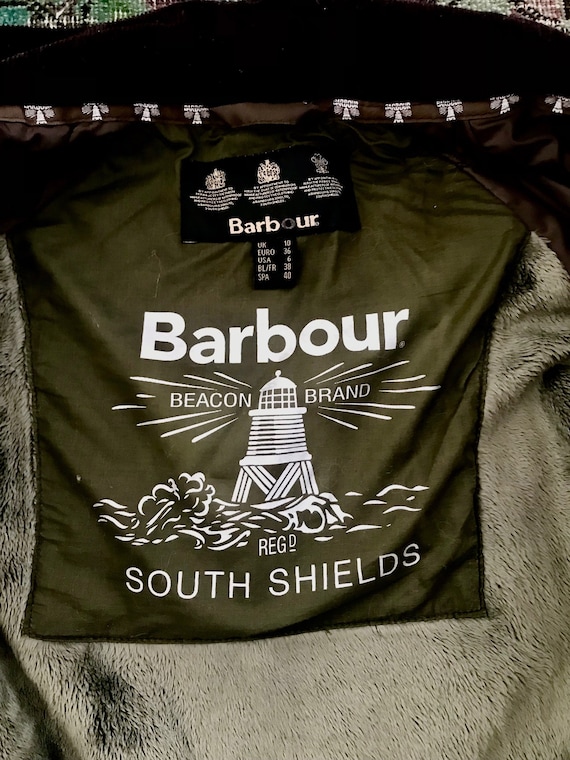 Barbour
UK 10
EURO 36
USA 6
BL/FR 38
SPA 40
Barbour
BEACON BRAND
REGD
SOUTH SHIELDS